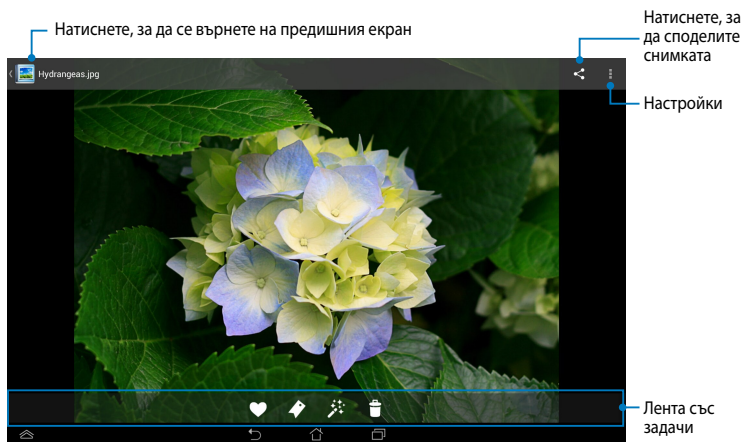 Натиснете, за да се върнете на предишния екран
Натиснете, за
да споделите
снимката
Hydrangeas.jpg
Настройки
Лента със
задачи